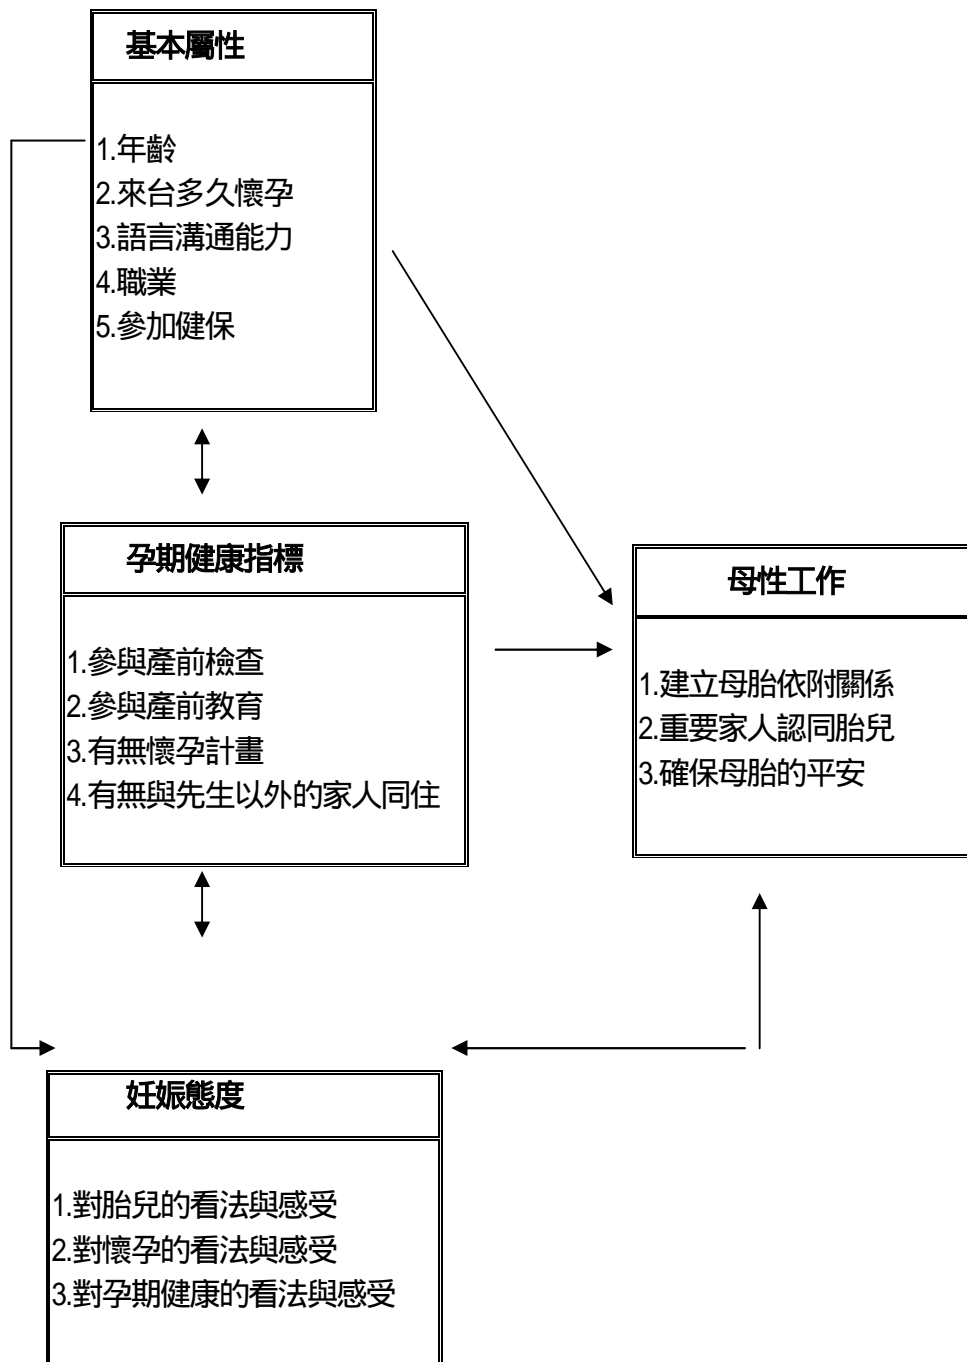 基本屬性
1.年齡
2.來台多久懷孕
3.語言溝通能力
4.職業
5.參加健保
孕期健康指標
1.參與產前檢查
2.參與產前教育
3.有無懷孕計畫
4.有無與先生以外的家人同住
母性工作
1.建立母胎依附關係
2.重要家人認同胎兒
3.確保母胎的平安
妊娠態度
1.對胎兒的看法與感受
2.對懷孕的看法與感受
3.對孕期健康的看法與感受